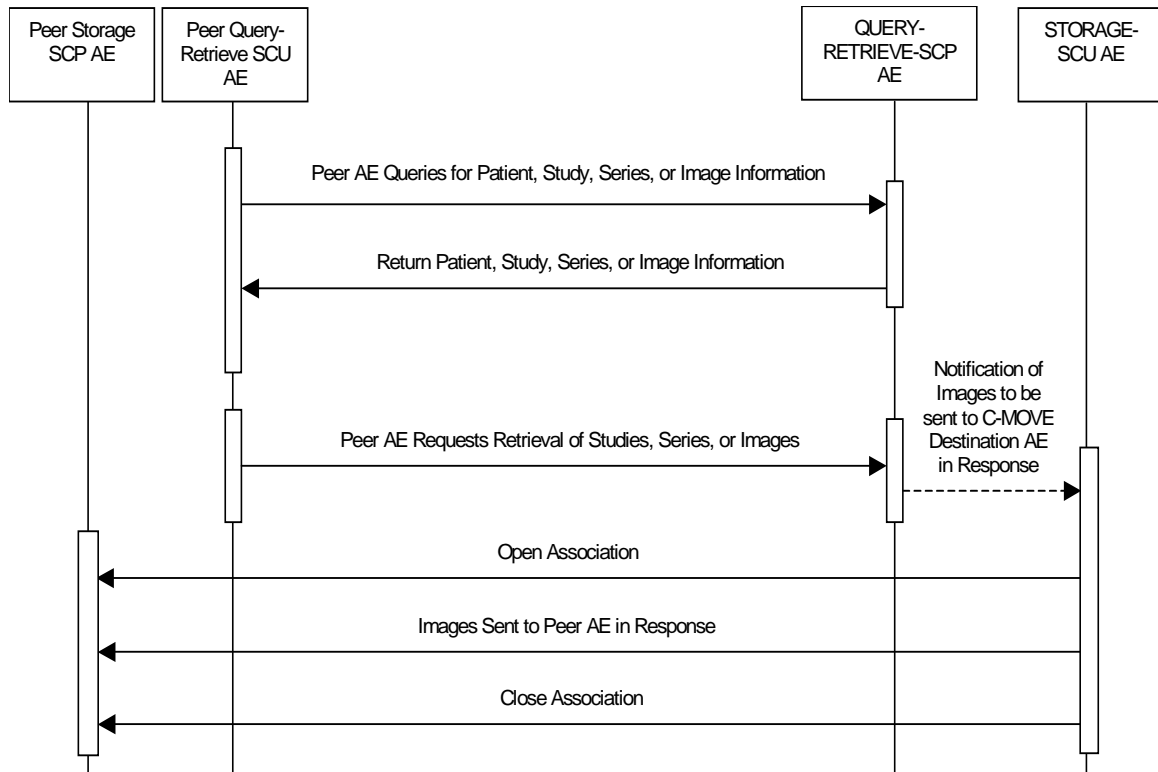 Peer Storage
SCP AE
Peer Query-
Retrieve SCU
AE
QUERY-
RETRIEVE-SCP
AE
STORAGE-
SCU AE
Peer AE Queries for Patient, Study, Series, or Image Information
Return Patient, Study, Series, or Image Information
Notification of
Images to be
sent to C-MOVE
Destination AE
in Response
Peer AE Requests Retrieval of Studies, Series, or Images
Open Association
Images Sent to Peer AE in Response
Close Association